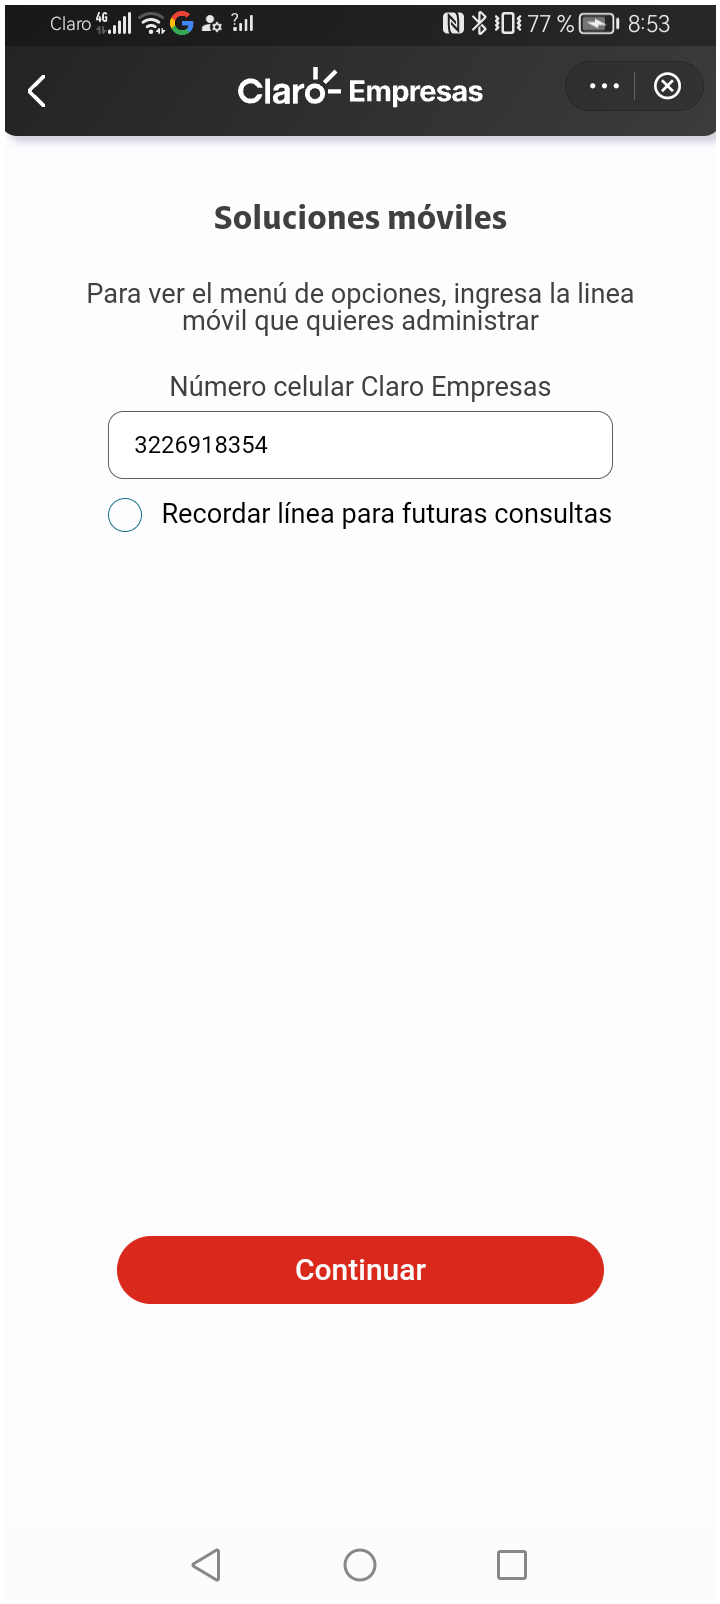 Claro 4G ? 77 % 8:53
Claro Empresas
Soluciones móviles
Para ver el menú de opciones, ingresa la linea
móvil que quieres administrar
Número celular Claro Empresas
3226918354
Recordar línea para futuras consultas
Continuar